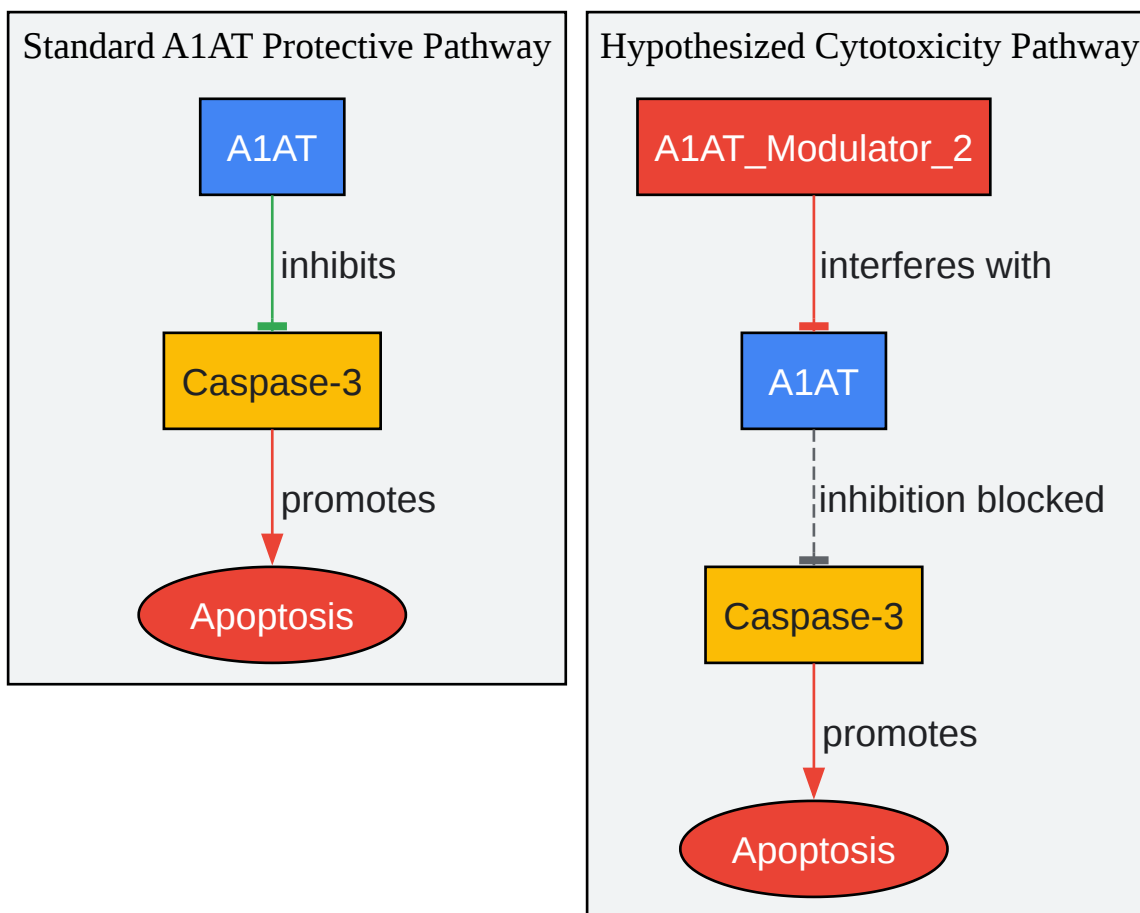 Standard A1AT Protective Pathway
A1AT
inhibits
Caspase-3
promotes
Apoptosis
Hypothesized Cytotoxicity Pathway
A1AT_Modulator_2
interferes with
A1AT
inhibition blocked
Caspase-3
promotes
Apoptosis